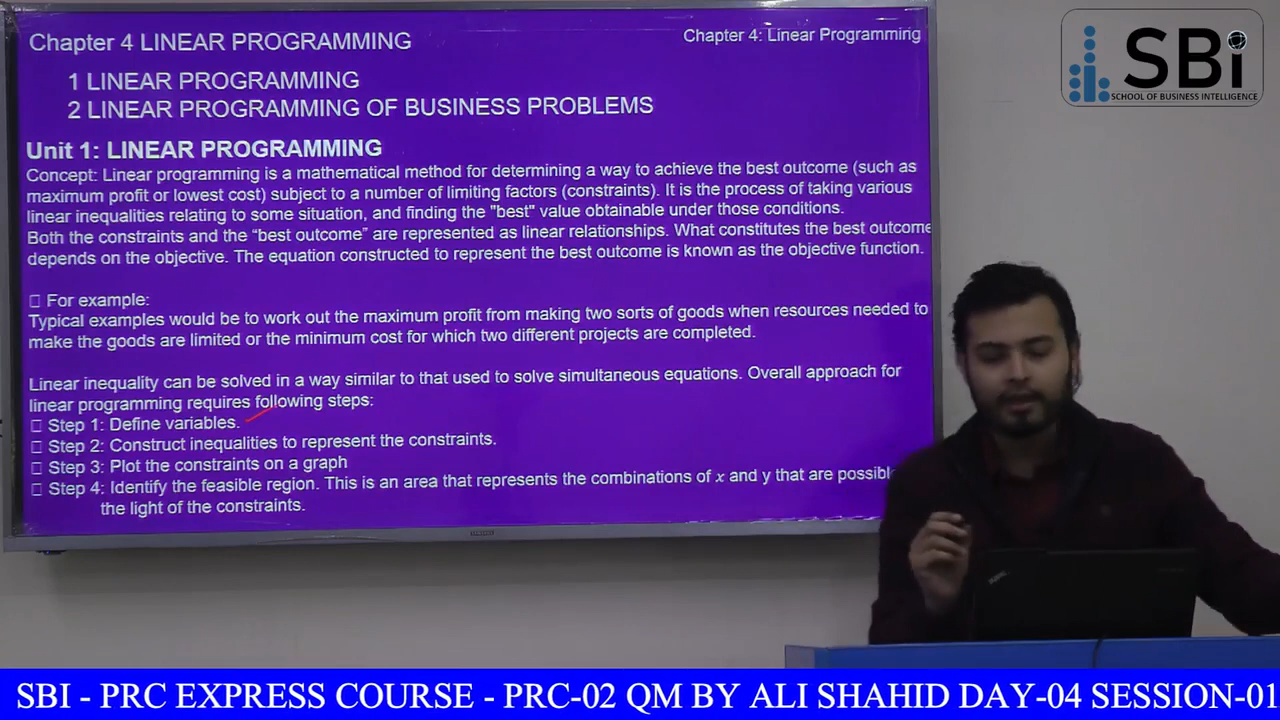 Chapter 4 LINEAR PROGRAMMING
Chapter 4: Linear Programming
1 LINEAR PROGRAMMING
2 LINEAR PROGRAMMING OF BUSINESS PROBLEMS
Unit 1: LINEAR PROGRAMMING
Concept: Linear programming is a mathematical method for determining a way to achieve the best outcome (such as
maximum profit or lowest cost) subject to a number of limiting factors (constraints). It is the process of taking various
linear inequalities relating to some situation, and finding the "best" value obtainable under those conditions.
Both the constraints and the “best outcome” are represented as linear relationships. What constitutes the best outcome
depends on the objective. The equation constructed to represent the best outcome is known as the objective function.
For example:
Typical examples would be to work out the maximum profit from making two sorts of goods when resources needed to
make the goods are limited or the minimum cost for which two different projects are completed.
Linear inequality can be solved in a way similar to that used to solve simultaneous equations. Overall approach for
linear programming requires following steps:
Step 1: Define variables.
Step 2: Construct inequalities to represent the constraints.
Step 3: Plot the constraints on a graph
Step 4: Identify the feasible region. This is an area that represents the combinations of x and y that are possibl
the light of the constraints.
SBi
SCHOOL OF BUSINESS INTELLIGENCE
SBI - PRC EXPRESS COURSE - PRC-02 QM BY ALI SHAHID DAY-04 SESSION-01